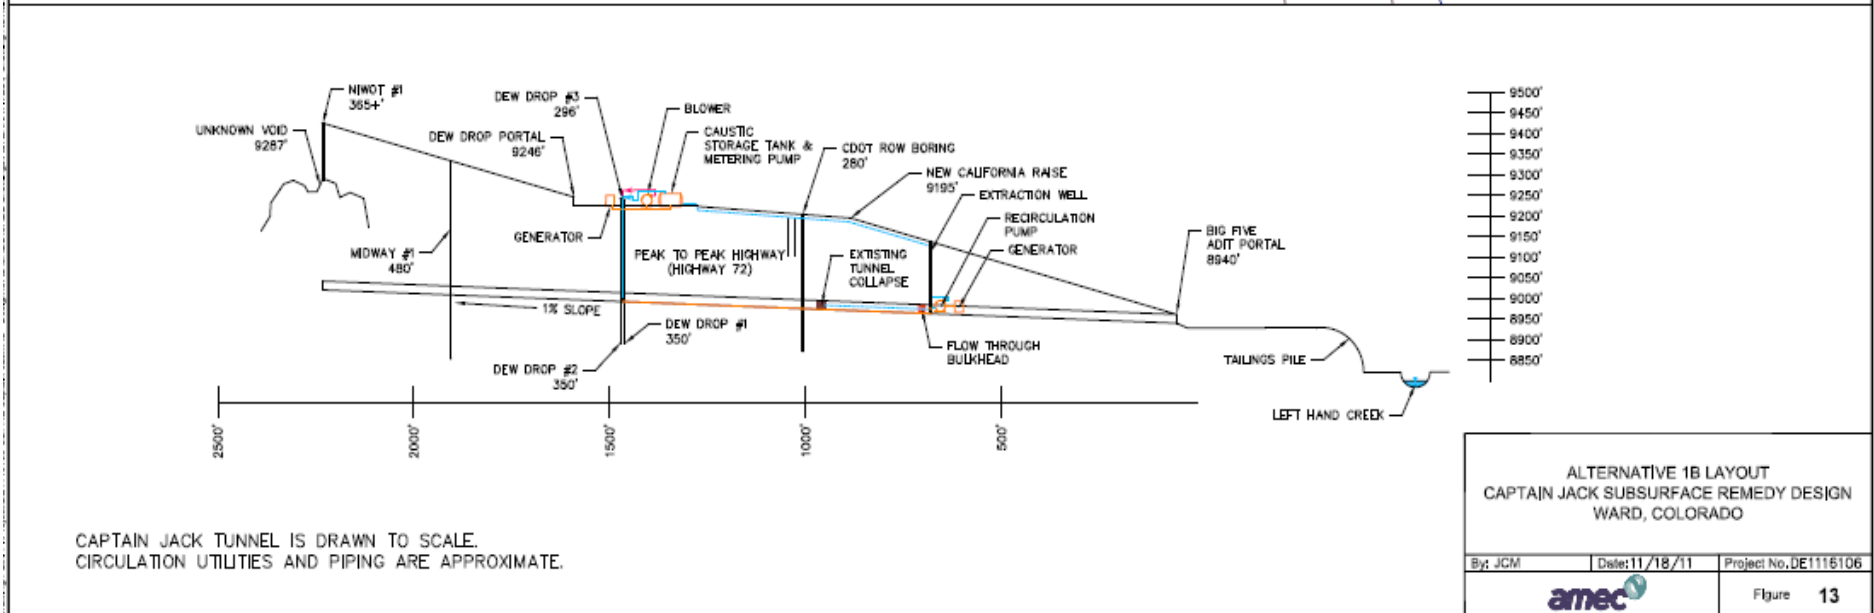 NIWOT #1
365+'
UNKNOWN VOID
9287'
DEW DROP #3
296'
BLOWER
DEW DROP PORTAL
9246'
CAUSTIC
STORAGE TANK &
METERING PUMP
CDOT ROW BORING
280'
NEW CALIFORNIA RAISE
9195'
EXTRACTION WELL
RECIRCULATION
PUMP
GENERATOR
BIG FIVE
ADIT PORTAL
8940'
GENERATOR
MIDWAY #1
480'
PEAK TO PEAK HIGHWAY
(HIGHWAY 72)
EXTISTING
TUNNEL
COLLAPSE
1% SLOPE
DEW DROP #1
350'
DEW DROP #2
350'
FLOW THROUGH
BULKHEAD
TAILINGS PILE
LEFT HAND CREEK
9500'
9450'
9400'
9350'
9300'
9250'
9200'
9150'
9100'
9050'
9000'
8950'
8900'
8850'
2500'
2000'
1500'
1000'
500'
CAPTAIN JACK TUNNEL IS DRAWN TO SCALE.
CIRCULATION UTILITIES AND PIPING ARE APPROXIMATE.
ALTERNATIVE 1B LAYOUT
CAPTAIN JACK SUBSURFACE REMEDY DESIGN
WARD, COLORADO
By: JCM
Date:11/18/11
Project No.DE1115106
amec
Figure 13